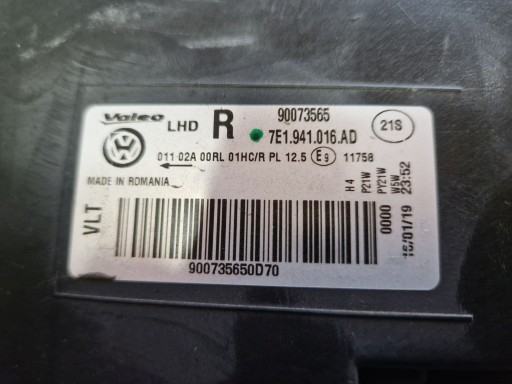 Valeo LHD R 90073565
7E1.941.016.AD 21S
011 02A 00RL 01HC/R PL 12.5 E9 11758
MADE IN ROMANIA
VLT
H4
P21W
PY21W
W5W
0000
16/01/19 23:52
900735650D70